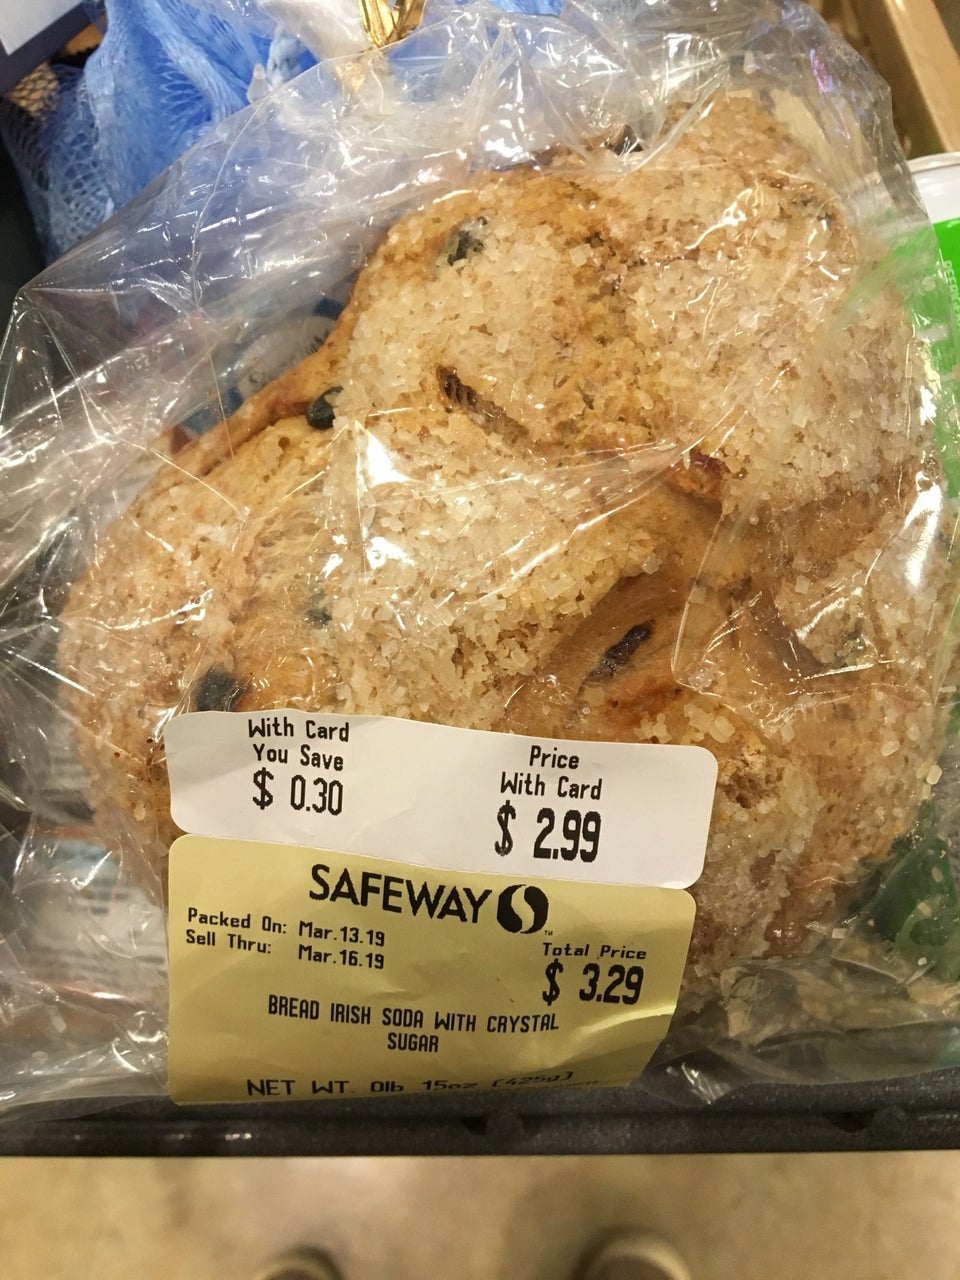 With Card
You Save
$ 0.30
Price
With Card
$ 2.99
SAFEWAY
TM
Packed On: Mar.13.19
Sell Thru: Mar.16.19
Total Price
$ 3.29
BREAD IRISH SODA WITH CRYSTAL
SUGAR
NET WT. 0lb 15oz (425g)